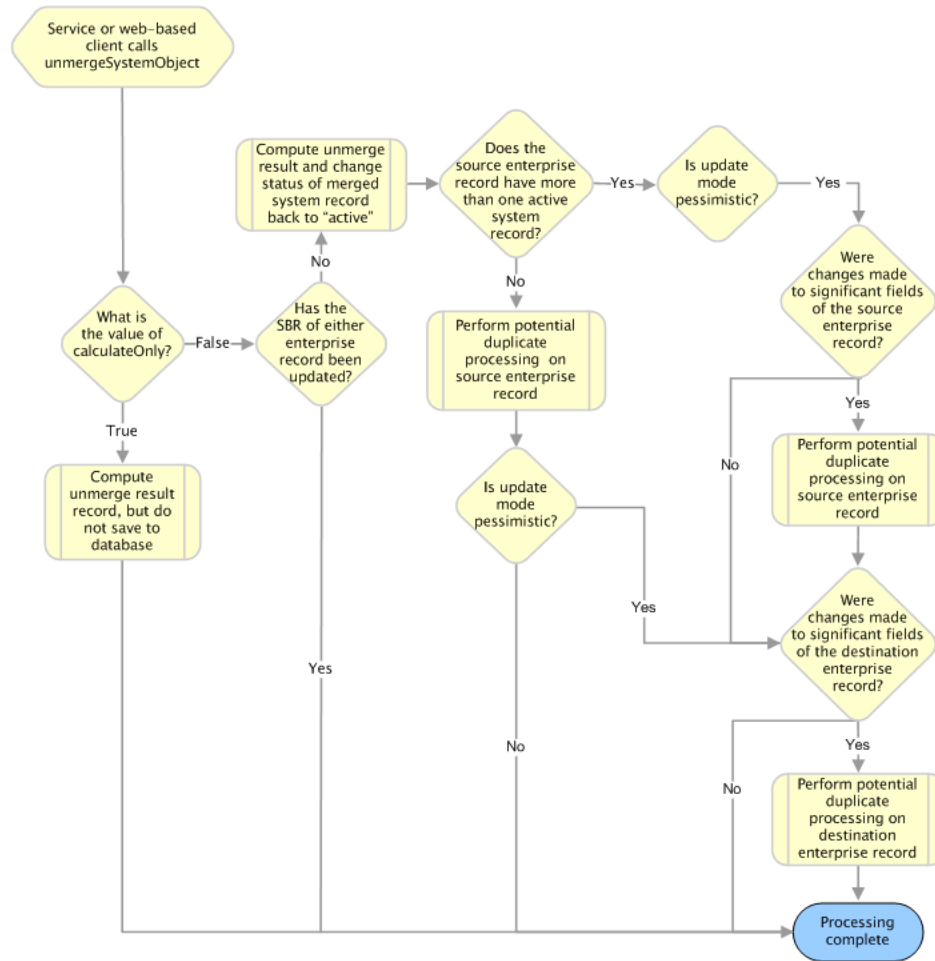 Service or web-based
client calls
unmergeSystemObject
Compute unmerge
result and change
status of merged
system record
back to “active”
Does the
source enterprise
record have more
than one active
system
record?
Yes
Is update
mode
pessimistic?
Yes
No
No
Were
changes made
to significant fields
of the source
enterprise
record?
What is
the value of
calculateOnly?
False
Has the
SBR of either
enterprise
record been
updated?
Perform potential
duplicate
processing on
source enterprise
record
Yes
True
No
Perform potential
duplicate
processing on
source enterprise
record
Compute
unmerge result
record, but do
not save to
database
Is update
mode
pessimistic?
Yes
Were
changes made
to significant fields
of the destination
enterprise
record?
Yes
No
Yes
No
Perform potential
duplicate
processing on
destination
enterprise record
Processing
complete